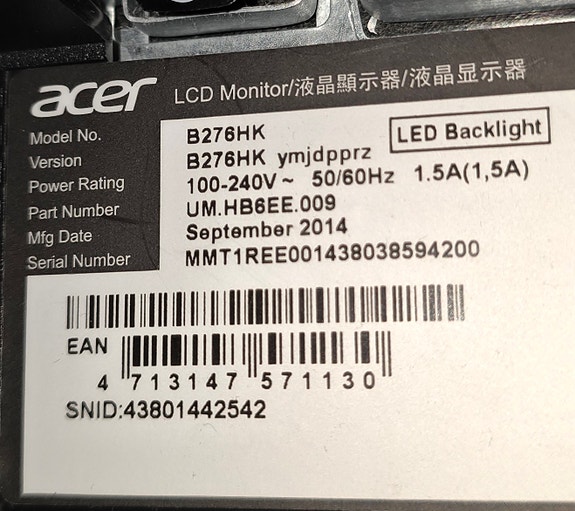 acer LCD Monitor/液晶顯示器/液晶显示器
Model No. B276HK LED Backlight
Version B276HK ymjdpprz
Power Rating 100-240V ~ 50/60Hz 1.5A(1,5A)
Part Number UM.HB6EE.009
Mfg Date September 2014
Serial Number MMT1REE001438038594200
EAN
4 713147 571130
SNID:43801442542